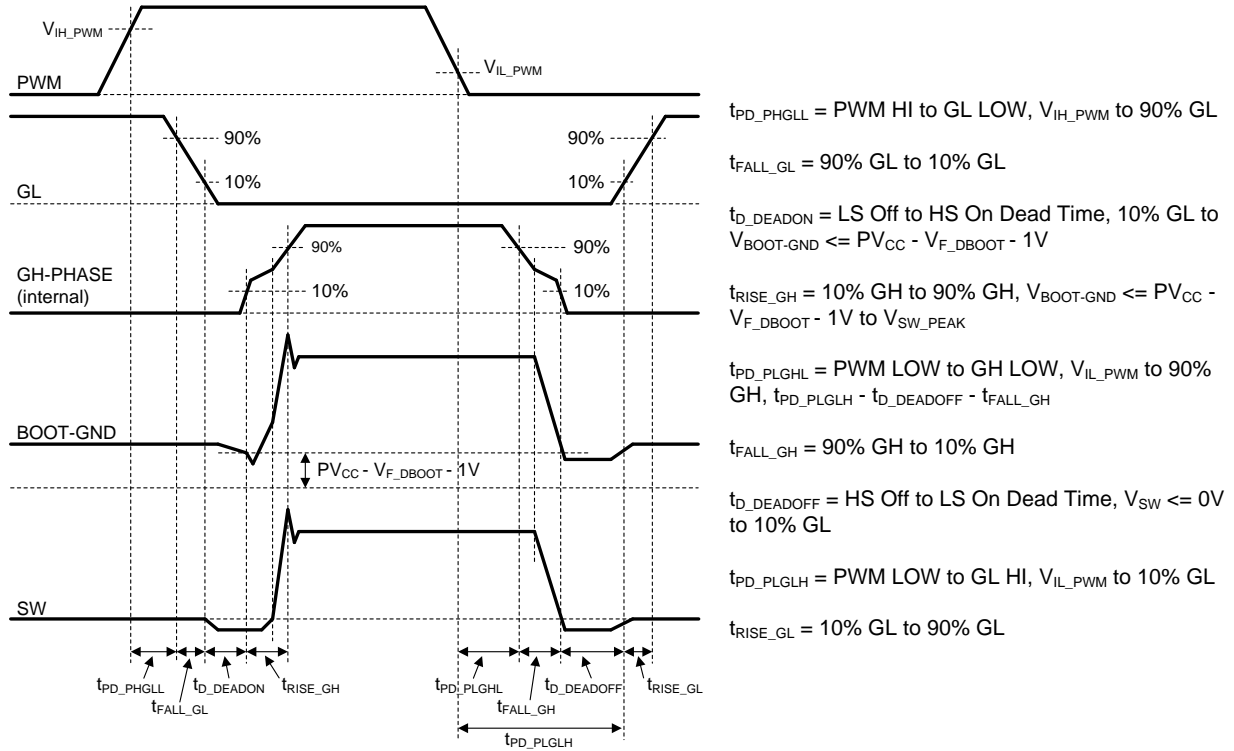 V_IH_PWM
V_IL_PWM
PWM
90%
90%
10%
10%
GL
90%
90%
GH-PHASE
(internal)
10%
10%
BOOT-GND
PV_CC - V_F_DBOOT - 1V
SW
t_PD_PHGLL
t_D_DEADON
t_RISE_GH
t_PD_PLGHL
t_D_DEADOFF
t_RISE_GL
t_FALL_GL
t_FALL_GH
t_PD_PLGLH
t_PD_PHGLL = PWM HI to GL LOW, V_IH_PWM to 90% GL
t_FALL_GL = 90% GL to 10% GL
t_D_DEADON = LS Off to HS On Dead Time, 10% GL to
V_BOOT-GND <= PV_CC - V_F_DBOOT - 1V
t_RISE_GH = 10% GH to 90% GH, V_BOOT-GND <= PV_CC -
V_F_DBOOT - 1V to V_SW_PEAK
t_PD_PLGHL = PWM LOW to GH LOW, V_IL_PWM to 90%
GH, t_PD_PLGLH - t_D_DEADOFF - t_FALL_GH
t_FALL_GH = 90% GH to 10% GH
t_D_DEADOFF = HS Off to LS On Dead Time, V_SW <= 0V
to 10% GL
t_PD_PLGLH = PWM LOW to GL HI, V_IL_PWM to 10% GL
t_RISE_GL = 10% GL to 90% GL